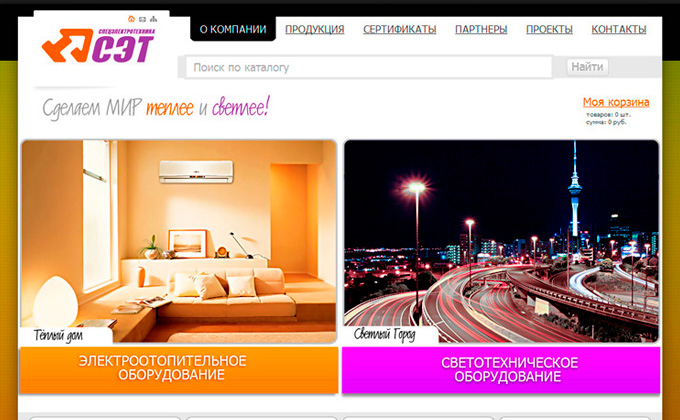 СПЕЦЭЛЕКТРОТЕХНИКА
СЭТ
О КОМПАНИИ ПРОДУКЦИЯ СЕРТИФИКАТЫ ПАРТНЕРЫ ПРОЕКТЫ КОНТАКТЫ
Поиск по каталогу Найти
Сделаем МИР теплее и светлее!
Моя корзина
товаров: 0 шт.
сумма: 0 руб.
Тёплый дом
Светлый Город
ЭЛЕКТРООТОПИТЕЛЬНОЕ
ОБОРУДОВАНИЕ
СВЕТОТЕХНИЧЕСКОЕ
ОБОРУДОВАНИЕ